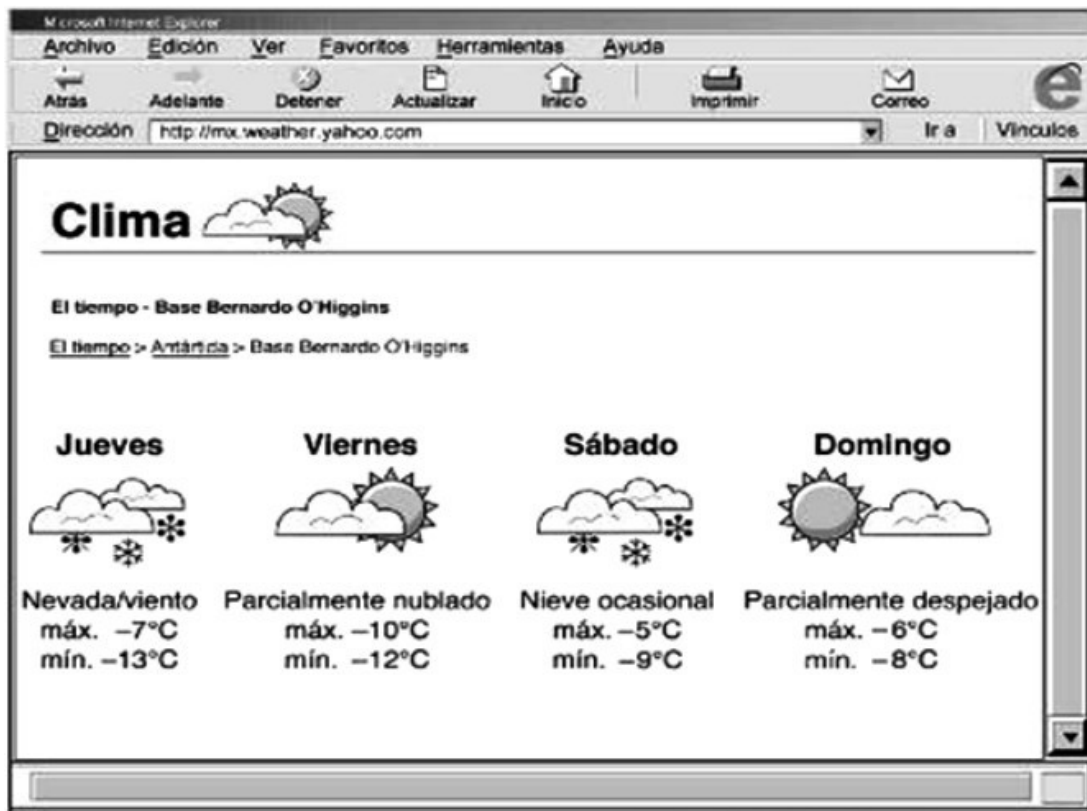 Microsoft Internet Explorer
Archivo Edición Ver Favoritos Herramientas Ayuda
Atrás Adelante Detener Actualizar Inicio Imprimir Correo
Dirección http://mx.weather.yahoo.com Ir a Vínculos
Clima
El tiempo - Base Bernardo O'Higgins
El tiempo > Antártida > Base Bernardo O'Higgins
Jueves Viernes Sábado Domingo
Nevada/viento Parcialmente nublado Nieve ocasional Parcialmente despejado
máx. –7°C máx. –10°C máx. –5°C máx. –6°C
mín. –13°C mín. –12°C mín. –9°C mín. –8°C